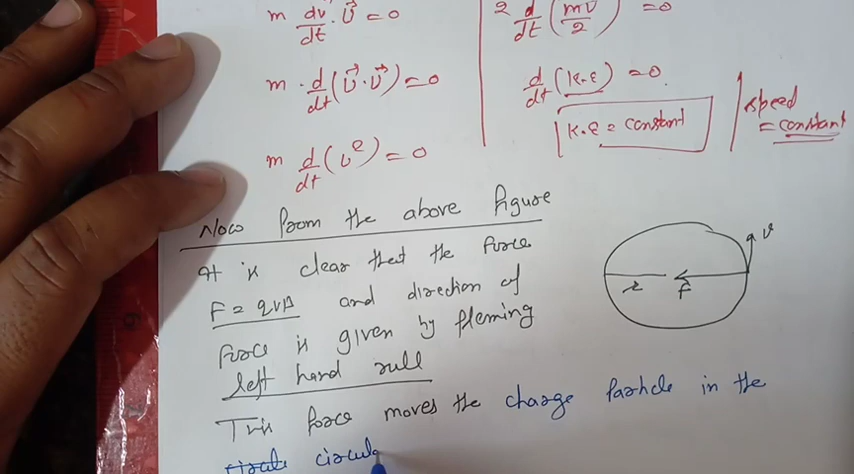 m dv/dt · v⃗ = 0
m · d/dt (v⃗ · v⃗) = 0
m d/dt (v²) = 0
2 d/dt (mv/2) = 0
d/dt (K.E) = 0
K.E = constant
speed
= constant
Now from the above figure
It is clear that the force
F = qvB and direction of
force is given by fleming
left hand rull
v
r
F
This force moves the charge particle in the
circula